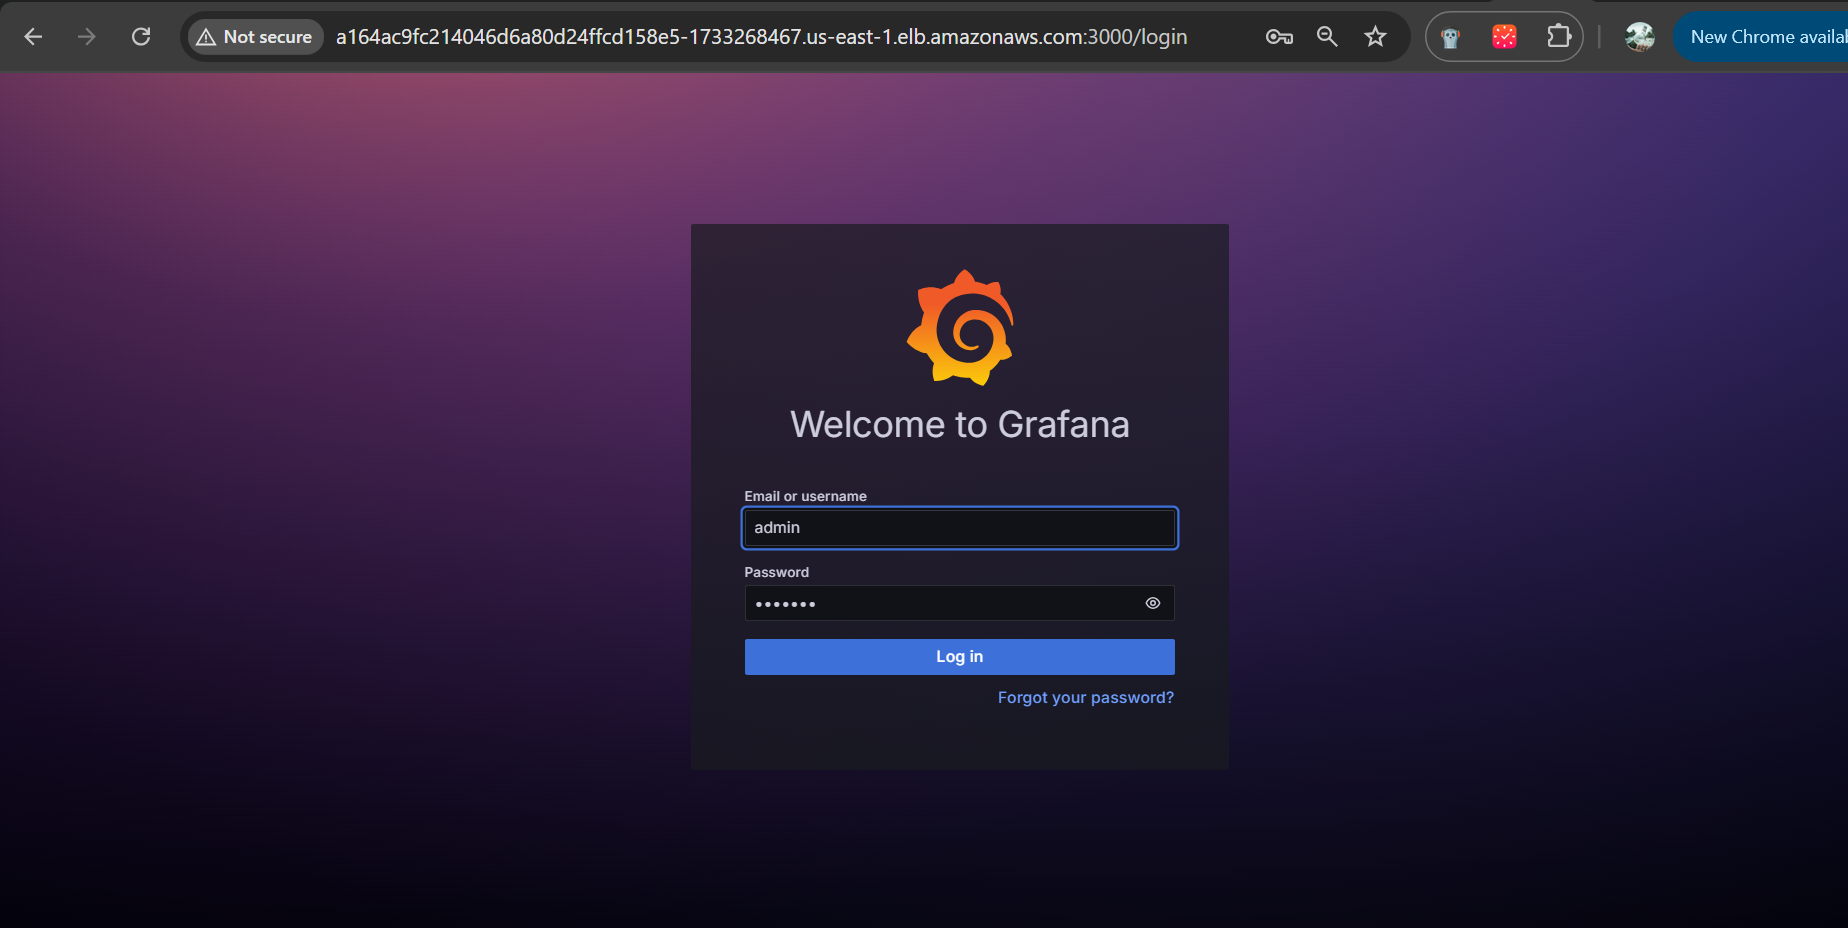 Not secure a164ac9fc214046d6a80d24ffcd158e5-1733268467.us-east-1.elb.amazonaws.com:3000/login New Chrome availab
Welcome to Grafana
Email or username
admin
Password
•••••••
Log in
Forgot your password?